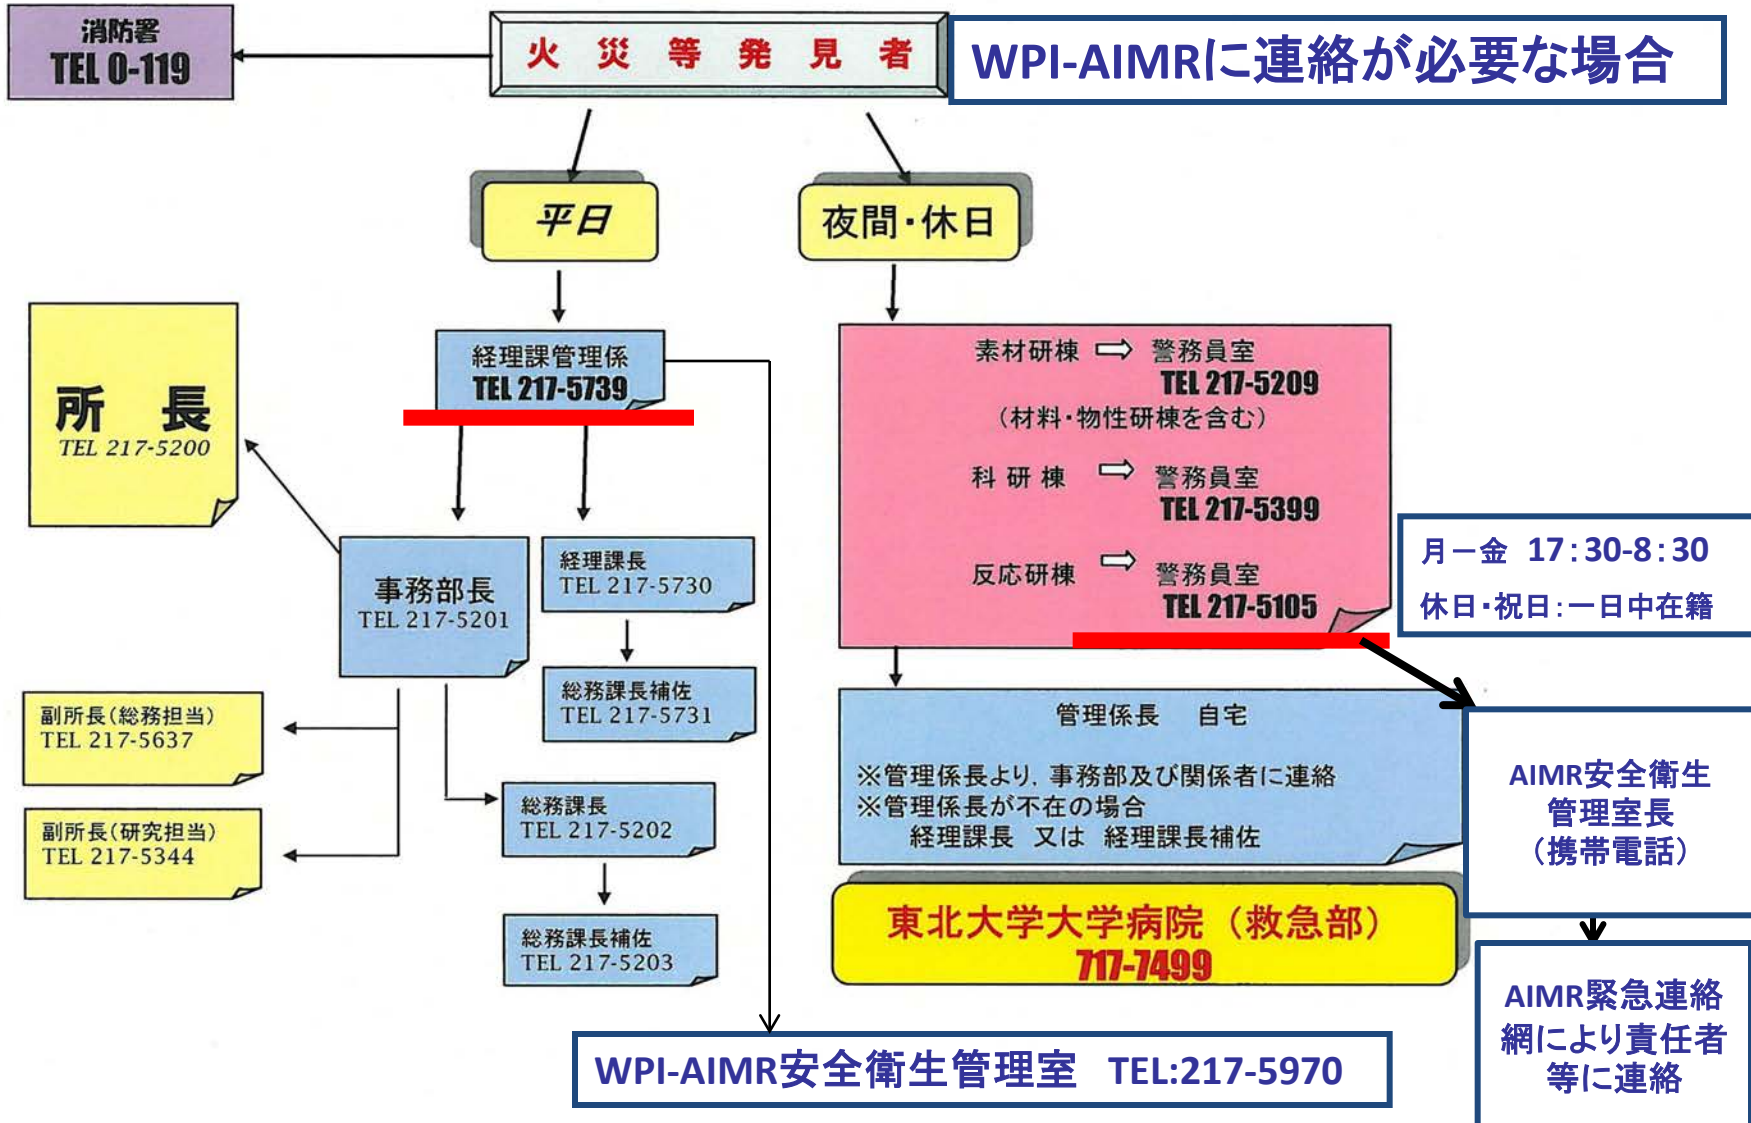 消防署
TEL 0-119
火災等発見者
WPI-AIMRに連絡が必要な場合
平日
夜間・休日
所 長
TEL 217-5200
経理課管理係
TEL 217-5739
素材研棟 ⇨ 警務員室
TEL 217-5209
(材料・物性研棟を含む)
科研棟 ⇨ 警務員室
TEL 217-5399
反応研棟 ⇨ 警務員室
TEL 217-5105
月ー金 17:30-8:30
休日・祝日:一日中在籍
事務部長
TEL 217-5201
経理課長
TEL 217-5730
総務課長補佐
TEL 217-5731
副所長(総務担当)
TEL 217-5637
副所長(研究担当)
TEL 217-5344
総務課長
TEL 217-5202
総務課長補佐
TEL 217-5203
管理係長 自宅
※管理係長より、事務部及び関係者に連絡
※管理係長が不在の場合
経理課長 又は 経理課長補佐
東北大学大学病院(救急部)
717-7499
AIMR安全衛生
管理室長
(携帯電話)
AIMR緊急連絡
網により責任者
等に連絡
WPI-AIMR安全衛生管理室 TEL:217-5970